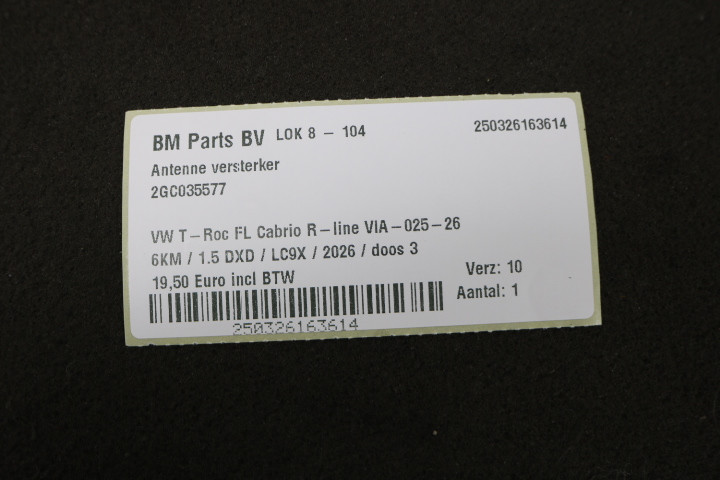 BM Parts BV LOK 8 - 104 250326163614
Antenne versterker
2GC035577
VW T-Roc FL Cabrio R-line VIA-025-26
6KM / 1.5 DXD / LC9X / 2026 / doos 3
19,50 Euro incl BTW Verz: 10
Aantal: 1
250326163614